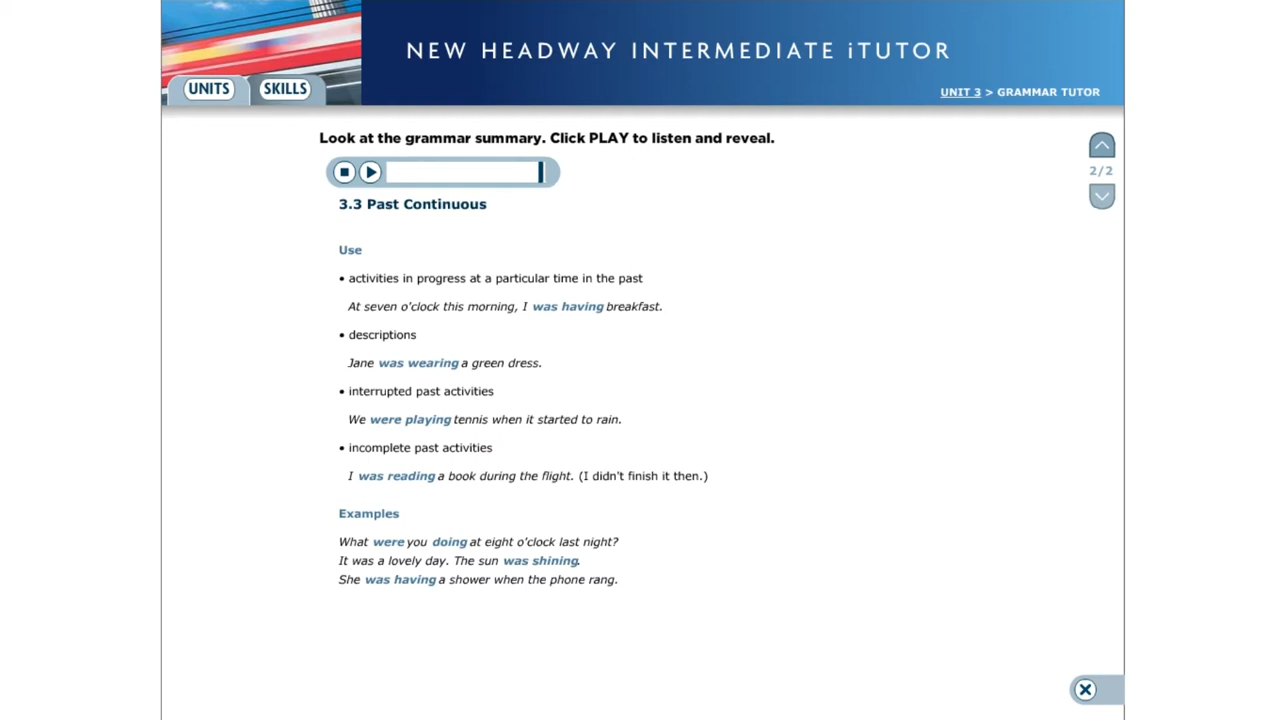 NEW HEADWAY INTERMEDIATE iTUTOR
UNITS
SKILLS
UNIT 3 > GRAMMAR TUTOR
Look at the grammar summary. Click PLAY to listen and reveal.
2/2
3.3 Past Continuous
Use
• activities in progress at a particular time in the past
At seven o'clock this morning, I was having breakfast.
• descriptions
Jane was wearing a green dress.
• interrupted past activities
We were playing tennis when it started to rain.
• incomplete past activities
I was reading a book during the flight. (I didn't finish it then.)
Examples
What were you doing at eight o'clock last night?
It was a lovely day. The sun was shining.
She was having a shower when the phone rang.